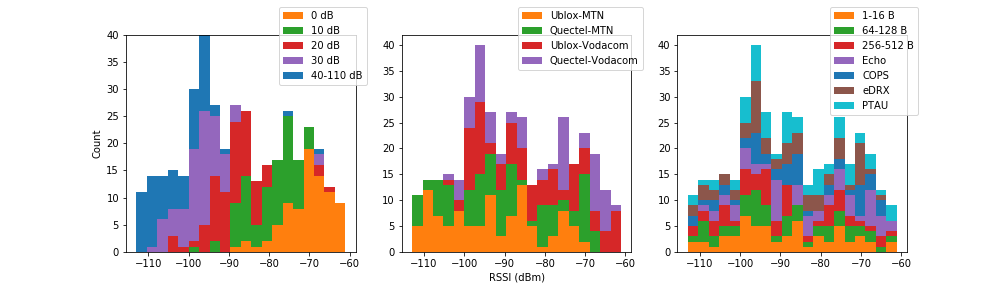 0 dB
10 dB
20 dB
30 dB
40-110 dB
Count
40
35
30
25
20
15
10
5
0
−110
−100
−90
−80
−70
−60
Ublox-MTN
Quectel-MTN
Ublox-Vodacom
Quectel-Vodacom
40
35
30
25
20
15
10
5
0
−110
−100
−90
−80
−70
−60
RSSI (dBm)
1-16 B
64-128 B
256-512 B
Echo
COPS
eDRX
PTAU
40
35
30
25
20
15
10
5
0
−110
−100
−90
−80
−70
−60